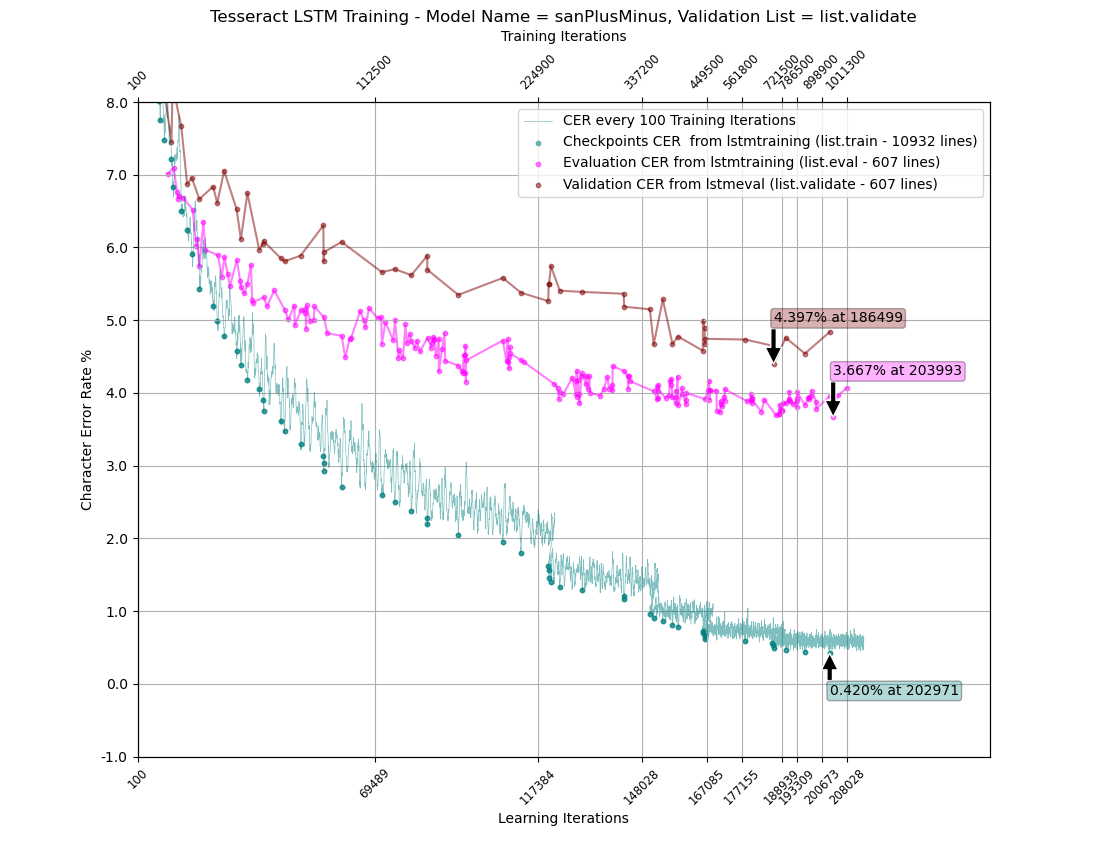 Tesseract LSTM Training - Model Name = sanPlusMinus, Validation List = list.validate
Training Iterations
100 112500 224900 337200 449500 561800 721500 786500 898900 1011300
CER every 100 Training Iterations
Checkpoints CER  from lstmtraining (list.train - 10932 lines)
Evaluation CER from lstmtraining (list.eval - 607 lines)
Validation CER from lstmeval (list.validate - 607 lines)
8.0
7.0
6.0
5.0
4.0
3.0
2.0
1.0
0.0
-1.0
Character Error Rate %
4.397% at 186499
3.667% at 203993
0.420% at 202971
100 69489 117384 148028 167085 177155 188939 193309 200673 208028
Learning Iterations